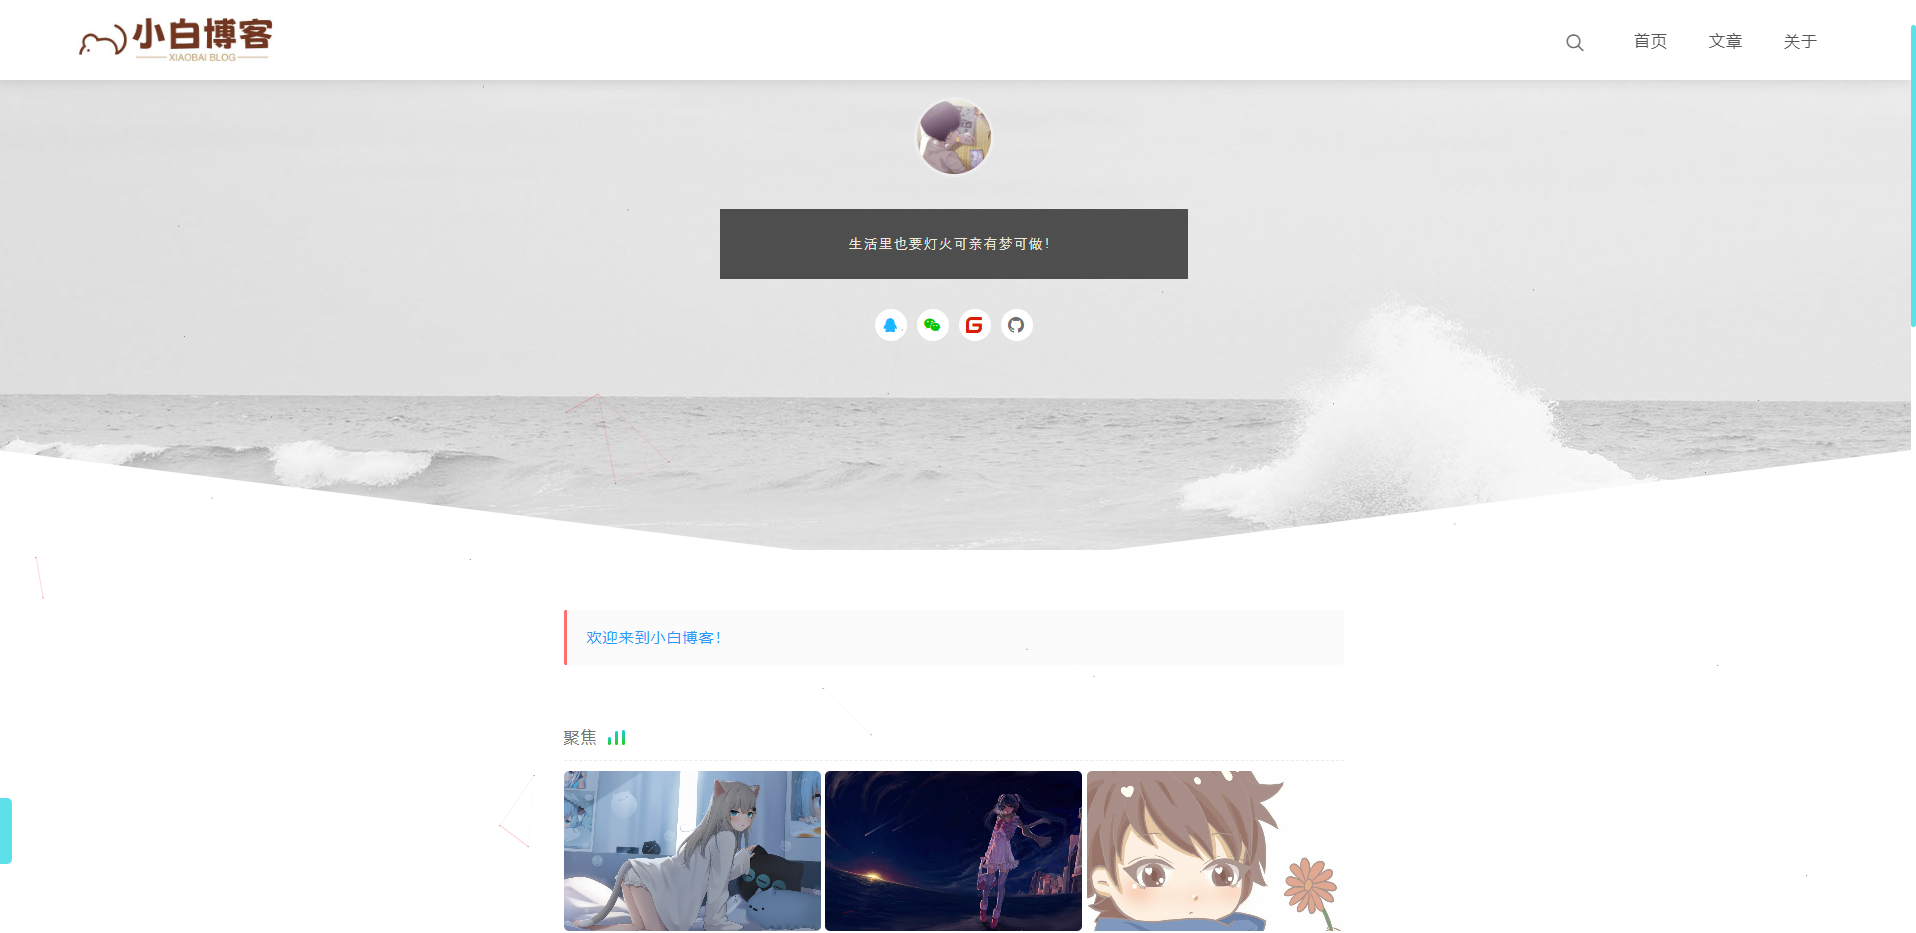 小白博客
XIAOBAI BLOG
首页 文章 关于
生活里也要灯火可亲有梦可做！
欢迎来到小白博客！
聚焦